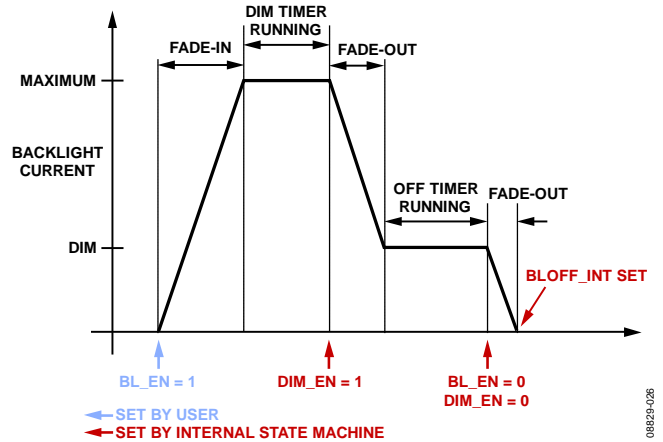 DIM TIMER
RUNNING
FADE-IN
FADE-OUT
MAXIMUM
BACKLIGHT
CURRENT
OFF TIMER
RUNNING
FADE-OUT
DIM
BLOFF_INT SET
BL_EN = 1
DIM_EN = 1
BL_EN = 0
DIM_EN = 0
SET BY USER
SET BY INTERNAL STATE MACHINE
08829-026